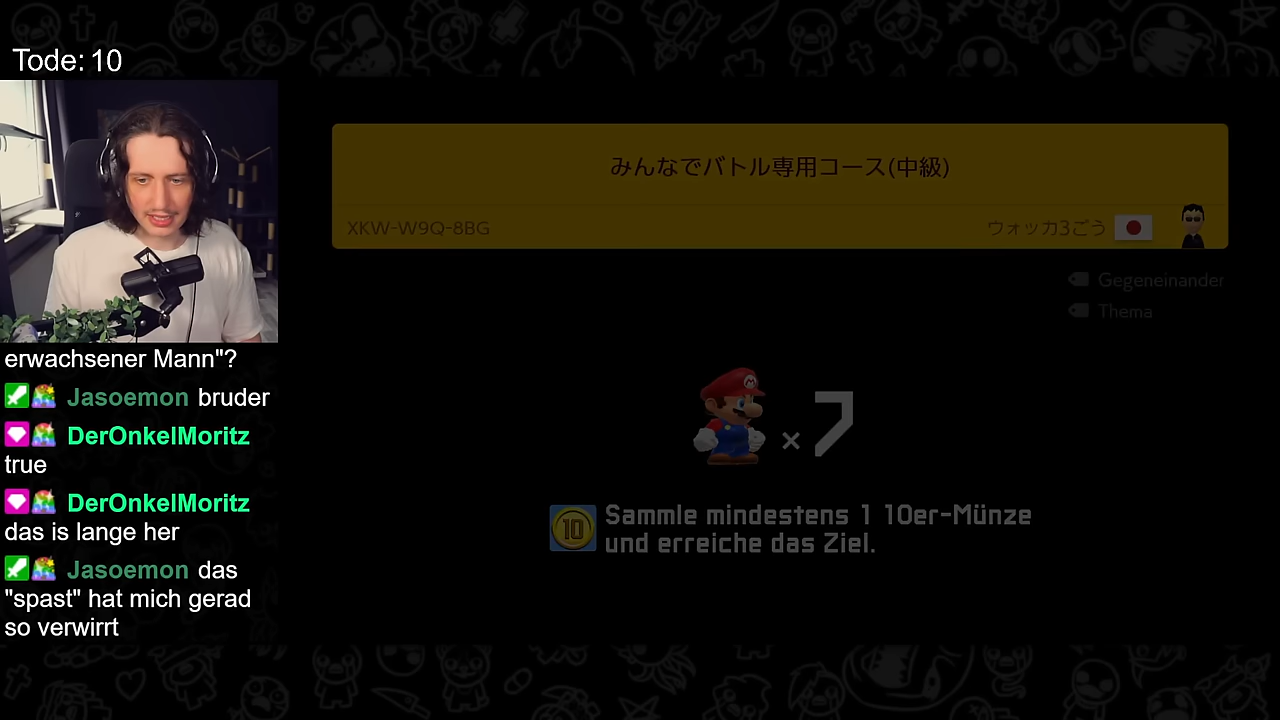 Tode: 10
みんなでバトル専用コース(中級)
XKW-W9Q-8BG
ウォッカ3ごう
Gegeneinander
Thema
× 7
10
Sammle mindestens 1 10er-Münze
und erreiche das Ziel.
erwachsener Mann"?
Jasoemon bruder
DerOnkelMoritz
true
DerOnkelMoritz
das is lange her
Jasoemon das
"spast" hat mich gerad
so verwirrt